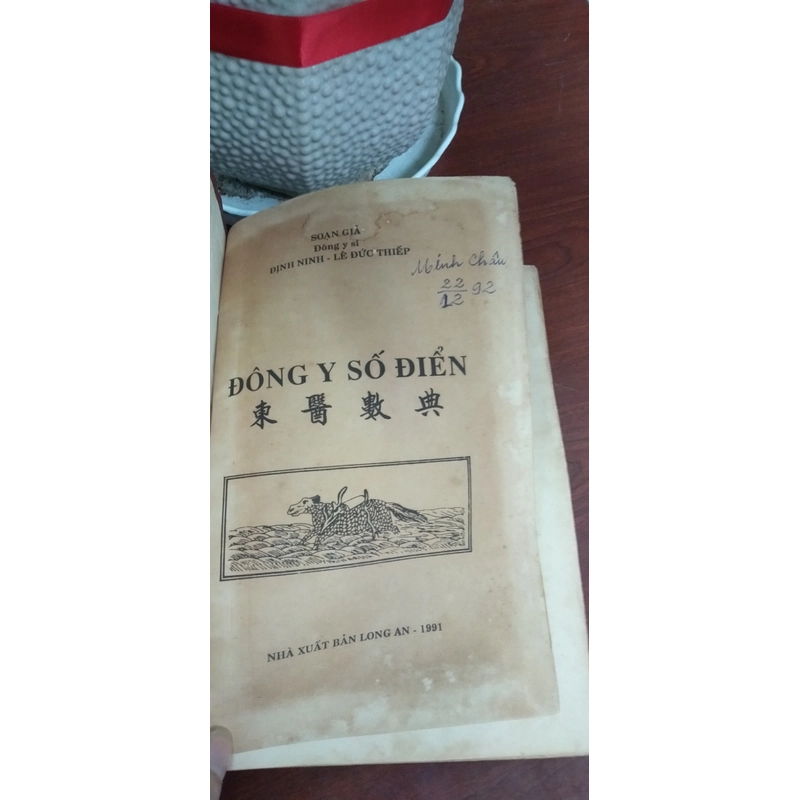 SOẠN GIẢ
Đông y sĩ
ĐỊNH NINH - LÊ ĐỨC THIẾP
Minh Châu
22
12 92
ĐÔNG Y SỐ ĐIỂN
東醫數典
NHÀ XUẤT BẢN LONG AN - 1991